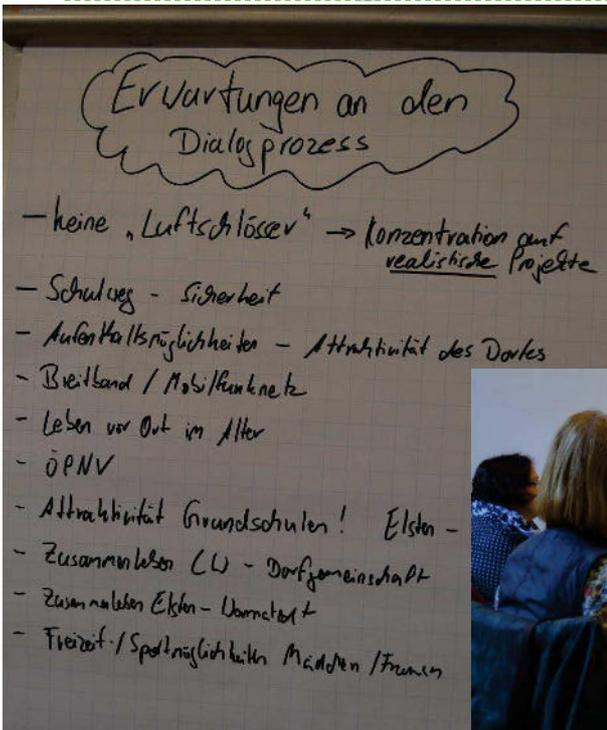 Erwartungen an den
Dialogprozess
– keine „Luftschlösser“ → Konzentration auf
realistische Projekte
– Schulweg - Sicherheit
– Aufenthaltsmöglichkeiten – Attraktivität des Dorfes
- Breitband / Mobilfunknetz
- Leben vor Ort im Alter
- ÖPNV
- Attraktivität Grundschulen! Elsten -
- Zusammenleben - Dorfgemeinschaft
- Zusammenleben Elsten -
- Freizeit-/Sportmöglichkeiten Mädchen / Frauen